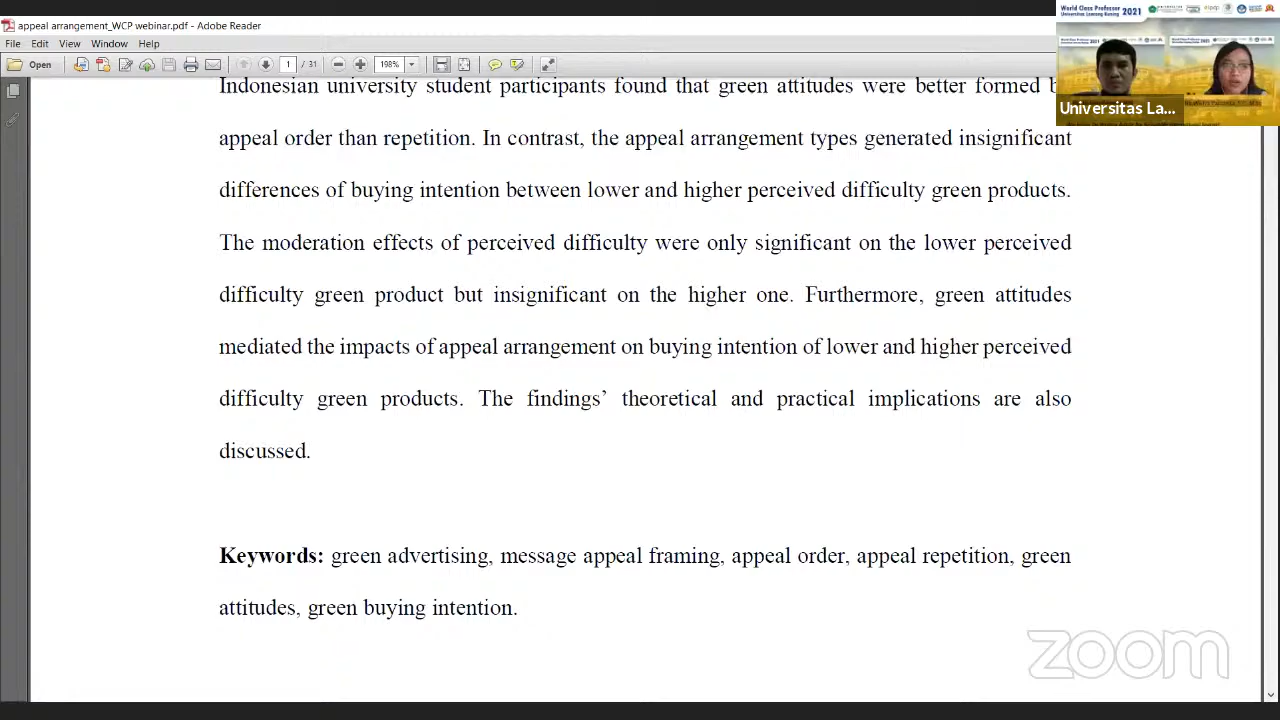 appeal arrangement_WCP webinar.pdf - Adobe Reader
World Class Professor
Universitas Lampung 2021
File Edit View Window Help
Open 1 / 31 198%
Universitas La...
Indonesian university student participants found that green attitudes were better formed
appeal order than repetition. In contrast, the appeal arrangement types generated insignificant
differences of buying intention between lower and higher perceived difficulty green products.
The moderation effects of perceived difficulty were only significant on the lower perceived
difficulty green product but insignificant on the higher one. Furthermore, green attitudes
mediated the impacts of appeal arrangement on buying intention of lower and higher perceived
difficulty green products. The findings’ theoretical and practical implications are also
discussed.
Keywords: green advertising, message appeal framing, appeal order, appeal repetition, green
attitudes, green buying intention.
zoom